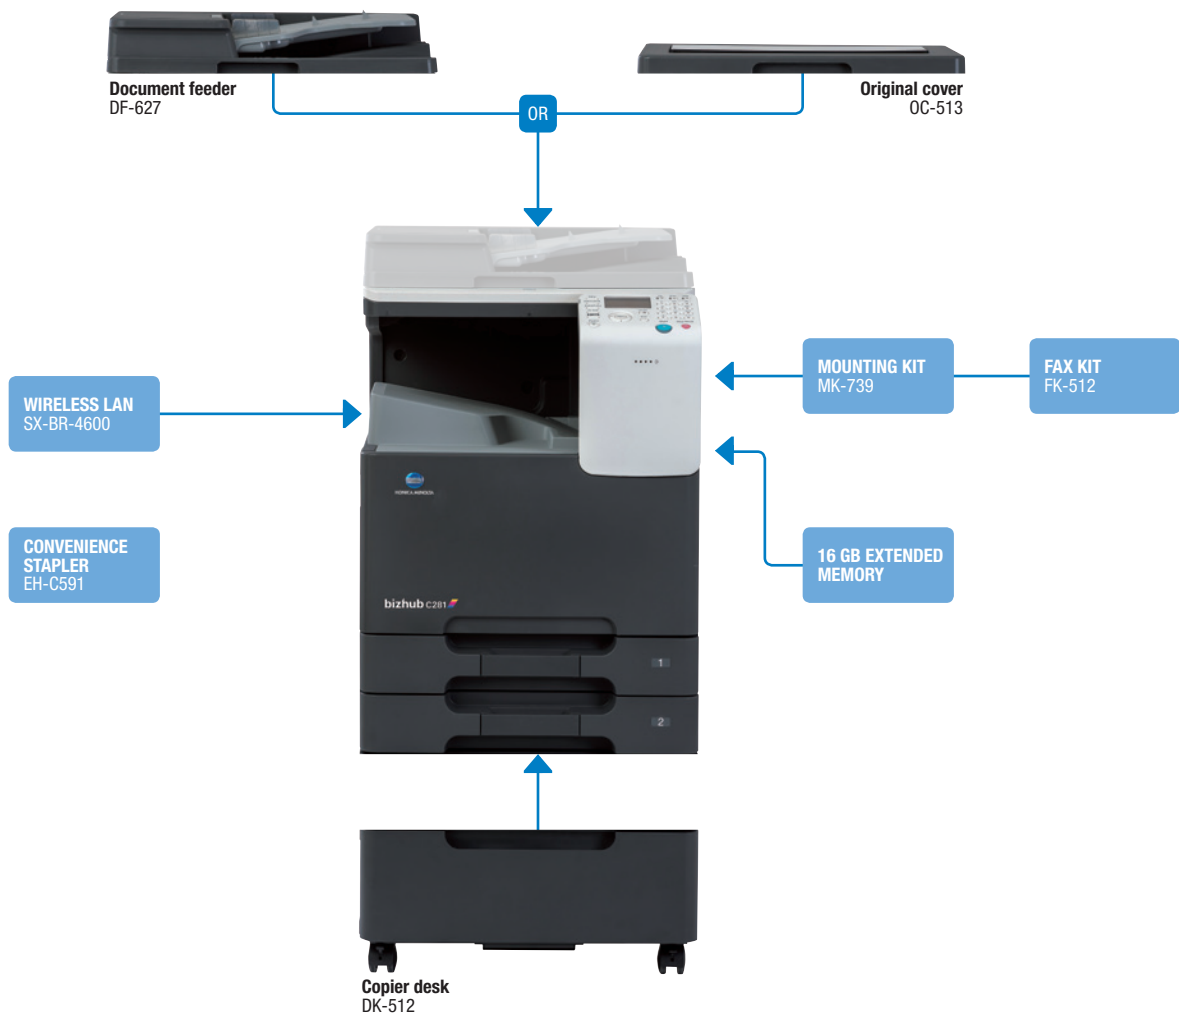 Document feeder
DF-627
Original cover
OC-513
OR
MOUNTING KIT
MK-739
FAX KIT
FK-512
WIRELESS LAN
SX-BR-4600
KONICA MINOLTA
CONVENIENCE
STAPLER
EH-C591
16 GB EXTENDED
MEMORY
bizhub C281
1
2
Copier desk
DK-512